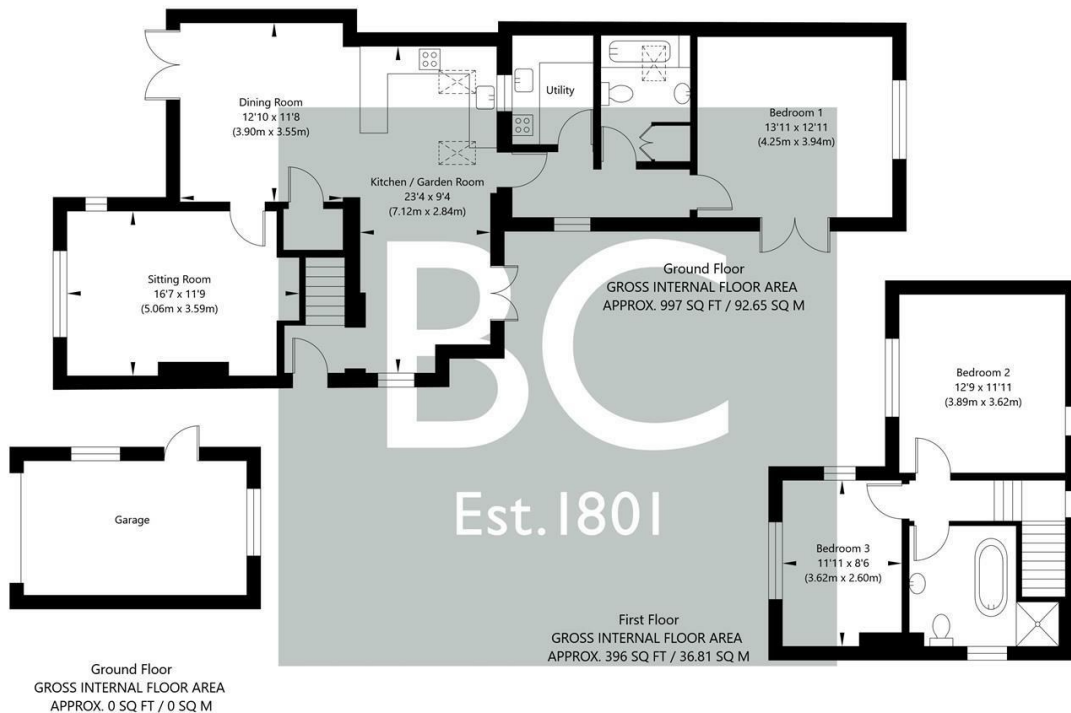 Dining Room
12'10 x 11'8
(3.90m x 3.55m)
Utility
Bedroom 1
13'11 x 12'11
(4.25m x 3.94m)
Kitchen / Garden Room
23'4 x 9'4
(7.12m x 2.84m)
Sitting Room
16'7 x 11'9
(5.06m x 3.59m)
Ground Floor
GROSS INTERNAL FLOOR AREA
APPROX. 997 SQ FT / 92.65 SQ M
BC
Est.1801
Bedroom 2
12'9 x 11'11
(3.89m x 3.62m)
Garage
Bedroom 3
11'11 x 8'6
(3.62m x 2.60m)
First Floor
GROSS INTERNAL FLOOR AREA
APPROX. 396 SQ FT / 36.81 SQ M
Ground Floor
GROSS INTERNAL FLOOR AREA
APPROX. 0 SQ FT / 0 SQ M